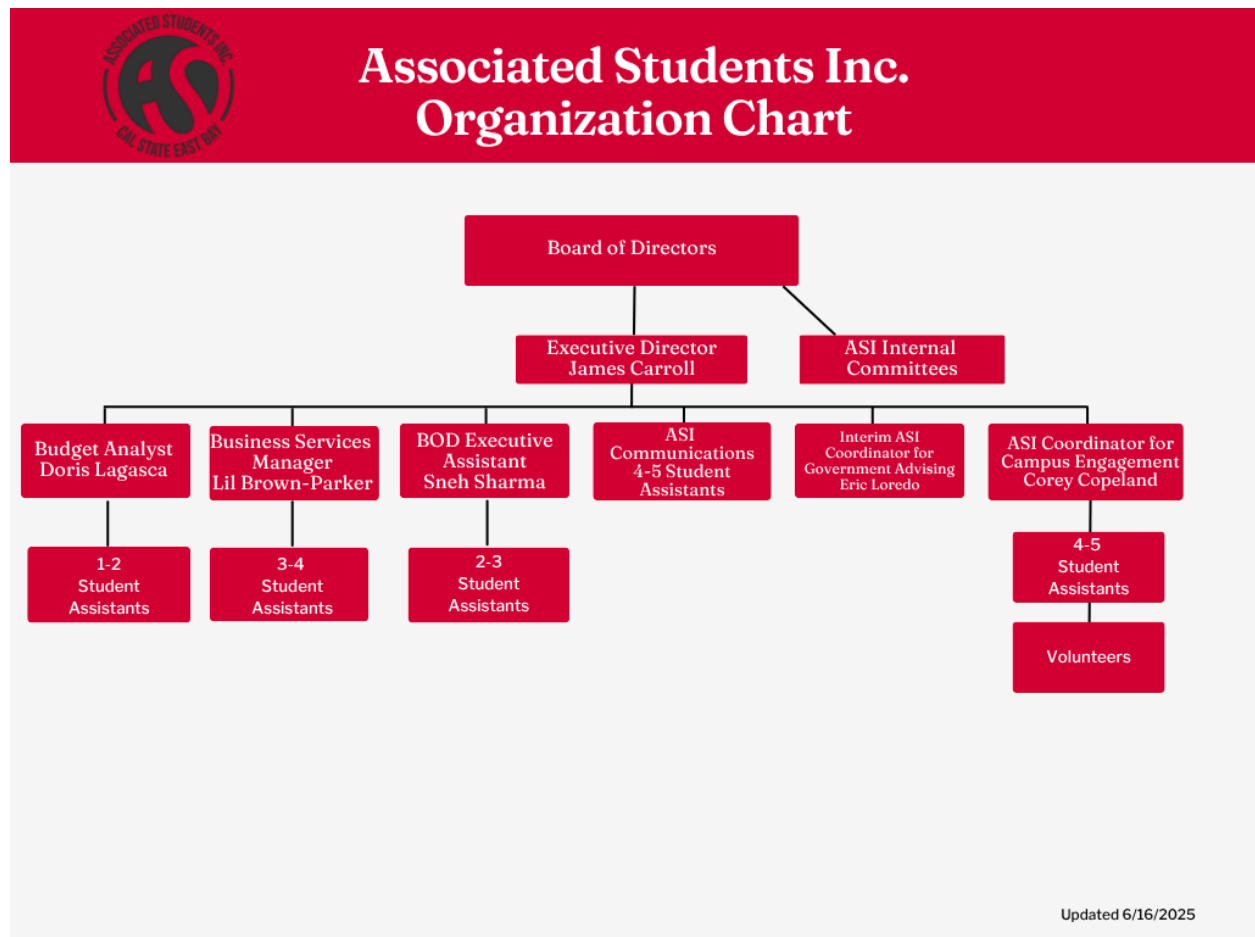 ASSOCIATED STUDENTS INC.
CAL STATE EAST BAY
Associated Students Inc.
Organization Chart
Board of Directors
Executive Director
James Carroll
ASI Internal
Committees
Budget Analyst
Doris Lagasca
Business Services
Manager
Lil Brown-Parker
BOD Executive
Assistant
Sneh Sharma
ASI
Communications
4-5 Student
Assistants
Interim ASI
Coordinator for
Government Advising
Eric Loredo
ASI Coordinator for
Campus Engagement
Corey Copeland
1-2
Student
Assistants
3-4
Student
Assistants
2-3
Student
Assistants
4-5
Student
Assistants
Volunteers
Updated 6/16/2025